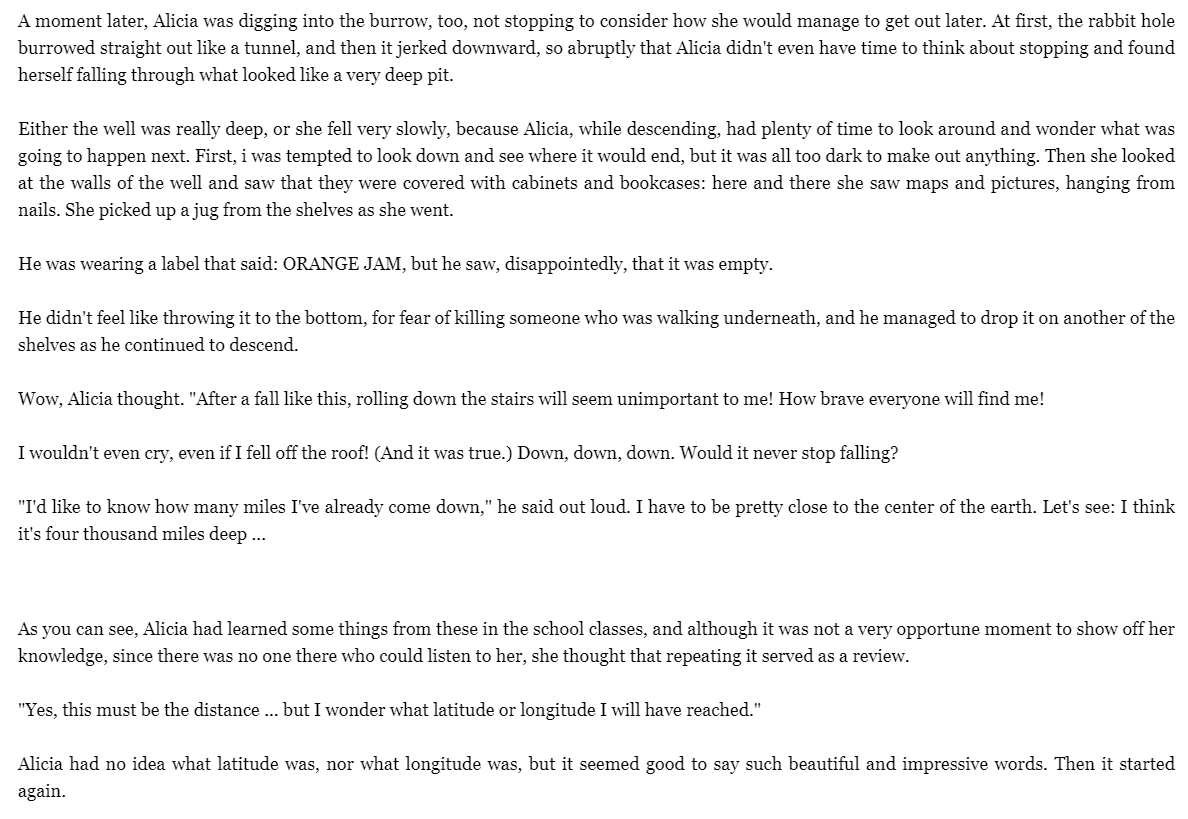 A moment later, Alicia was digging into the burrow, too, not stopping to consider how she would manage to get out later. At first, the rabbit hole
burrowed straight out like a tunnel, and then it jerked downward, so abruptly that Alicia didn't even have time to think about stopping and found
herself falling through what looked like a very deep pit.
Either the well was really deep, or she fell very slowly, because Alicia, while descending, had plenty of time to look around and wonder what was
going to happen next. First, i was tempted to look down and see where it would end, but it was all too dark to make out anything. Then she looked
at the walls of the well and saw that they were covered with cabinets and bookcases: here and there she saw maps and pictures, hanging from
nails. She picked up a jug from the shelves as she went.
He was wearing a label that said: ORANGE JAM, but he saw, disappointedly, that it was empty.
He didn't feel like throwing it to the bottom, for fear of killing someone who was walking underneath, and he managed to drop it on another of the
shelves as he continued to descend.
Wow, Alicia thought. "After a fall like this, rolling down the stairs will seem unimportant to me! How brave everyone will find me!
I wouldn't even cry, even if I fell off the roof! (And it was true.) Down, down, down. Would it never stop falling?
"I'd like to know how many miles I've already come down," he said out loud. I have to be pretty close to the center of the earth. Let's see: I think
it's four thousand miles deep ...
As you can see, Alicia had learned some things from these in the school classes, and although it was not a very opportune moment to show off her
knowledge, since there was no one there who could listen to her, she thought that repeating it served as a review.
"Yes, this must be the distance ... but I wonder what latitude or longitude I will have reached."
Alicia had no idea what latitude was, nor what longitude was, but it seemed good to say such beautiful and impressive words. Then it started
again.